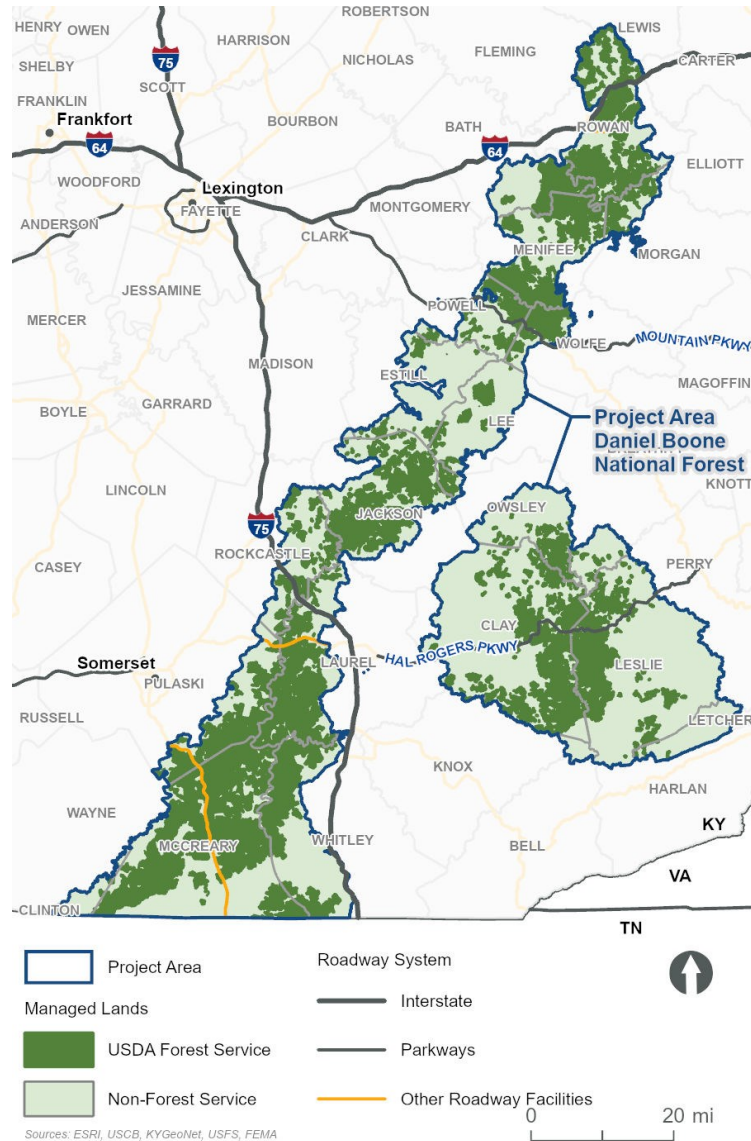 ROBERTSON
LEWIS
HENRY
OWEN
HARRISON
FLEMING
NICHOLAS
CARTER
SHELBY
75
SCOTT
FRANKLIN
Frankfort
BOURBON
BATH
ROWAN
64
64
ELLIOTT
WOODFORD
Lexington
FAYETTE
MONTGOMERY
ANDERSON
CLARK
MENIFEE
MORGAN
JESSAMINE
POWELL
MERCER
WOLFE
MOUNTAIN PKWY
MADISON
ESTILL
MAGOFFIN
GARRARD
BOYLE
LEE
Project Area
Daniel Boone
National Forest
KNOTT
LINCOLN
OWSLEY
JACKSON
75
ROCKCASTLE
PERRY
CASEY
CLAY
Somerset
LAUREL
HAL ROGERS PKWY
LESLIE
PULASKI
RUSSELL
LETCHER
KNOX
HARLAN
WAYNE
KY
MCCREARY
WHITLEY
BELL
VA
CLINTON
TN
Project Area
Roadway System
Managed Lands
Interstate
USDA Forest Service
Parkways
Non-Forest Service
Other Roadway Facilities
0
20 mi
Sources: ESRI, USCB, KYGeoNet, USFS, FEMA